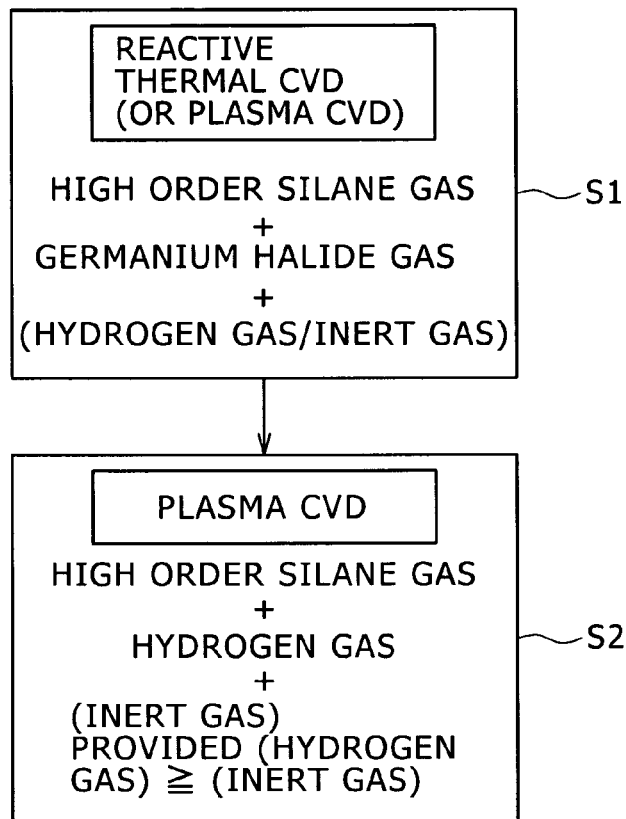 REACTIVE
THERMAL CVD
(OR PLASMA CVD)
HIGH ORDER SILANE GAS
+
GERMANIUM HALIDE GAS
+
(HYDROGEN GAS/INERT GAS)
S1
PLASMA CVD
HIGH ORDER SILANE GAS
+
HYDROGEN GAS
+
(INERT GAS)
PROVIDED (HYDROGEN
GAS) ≧ (INERT GAS)
S2